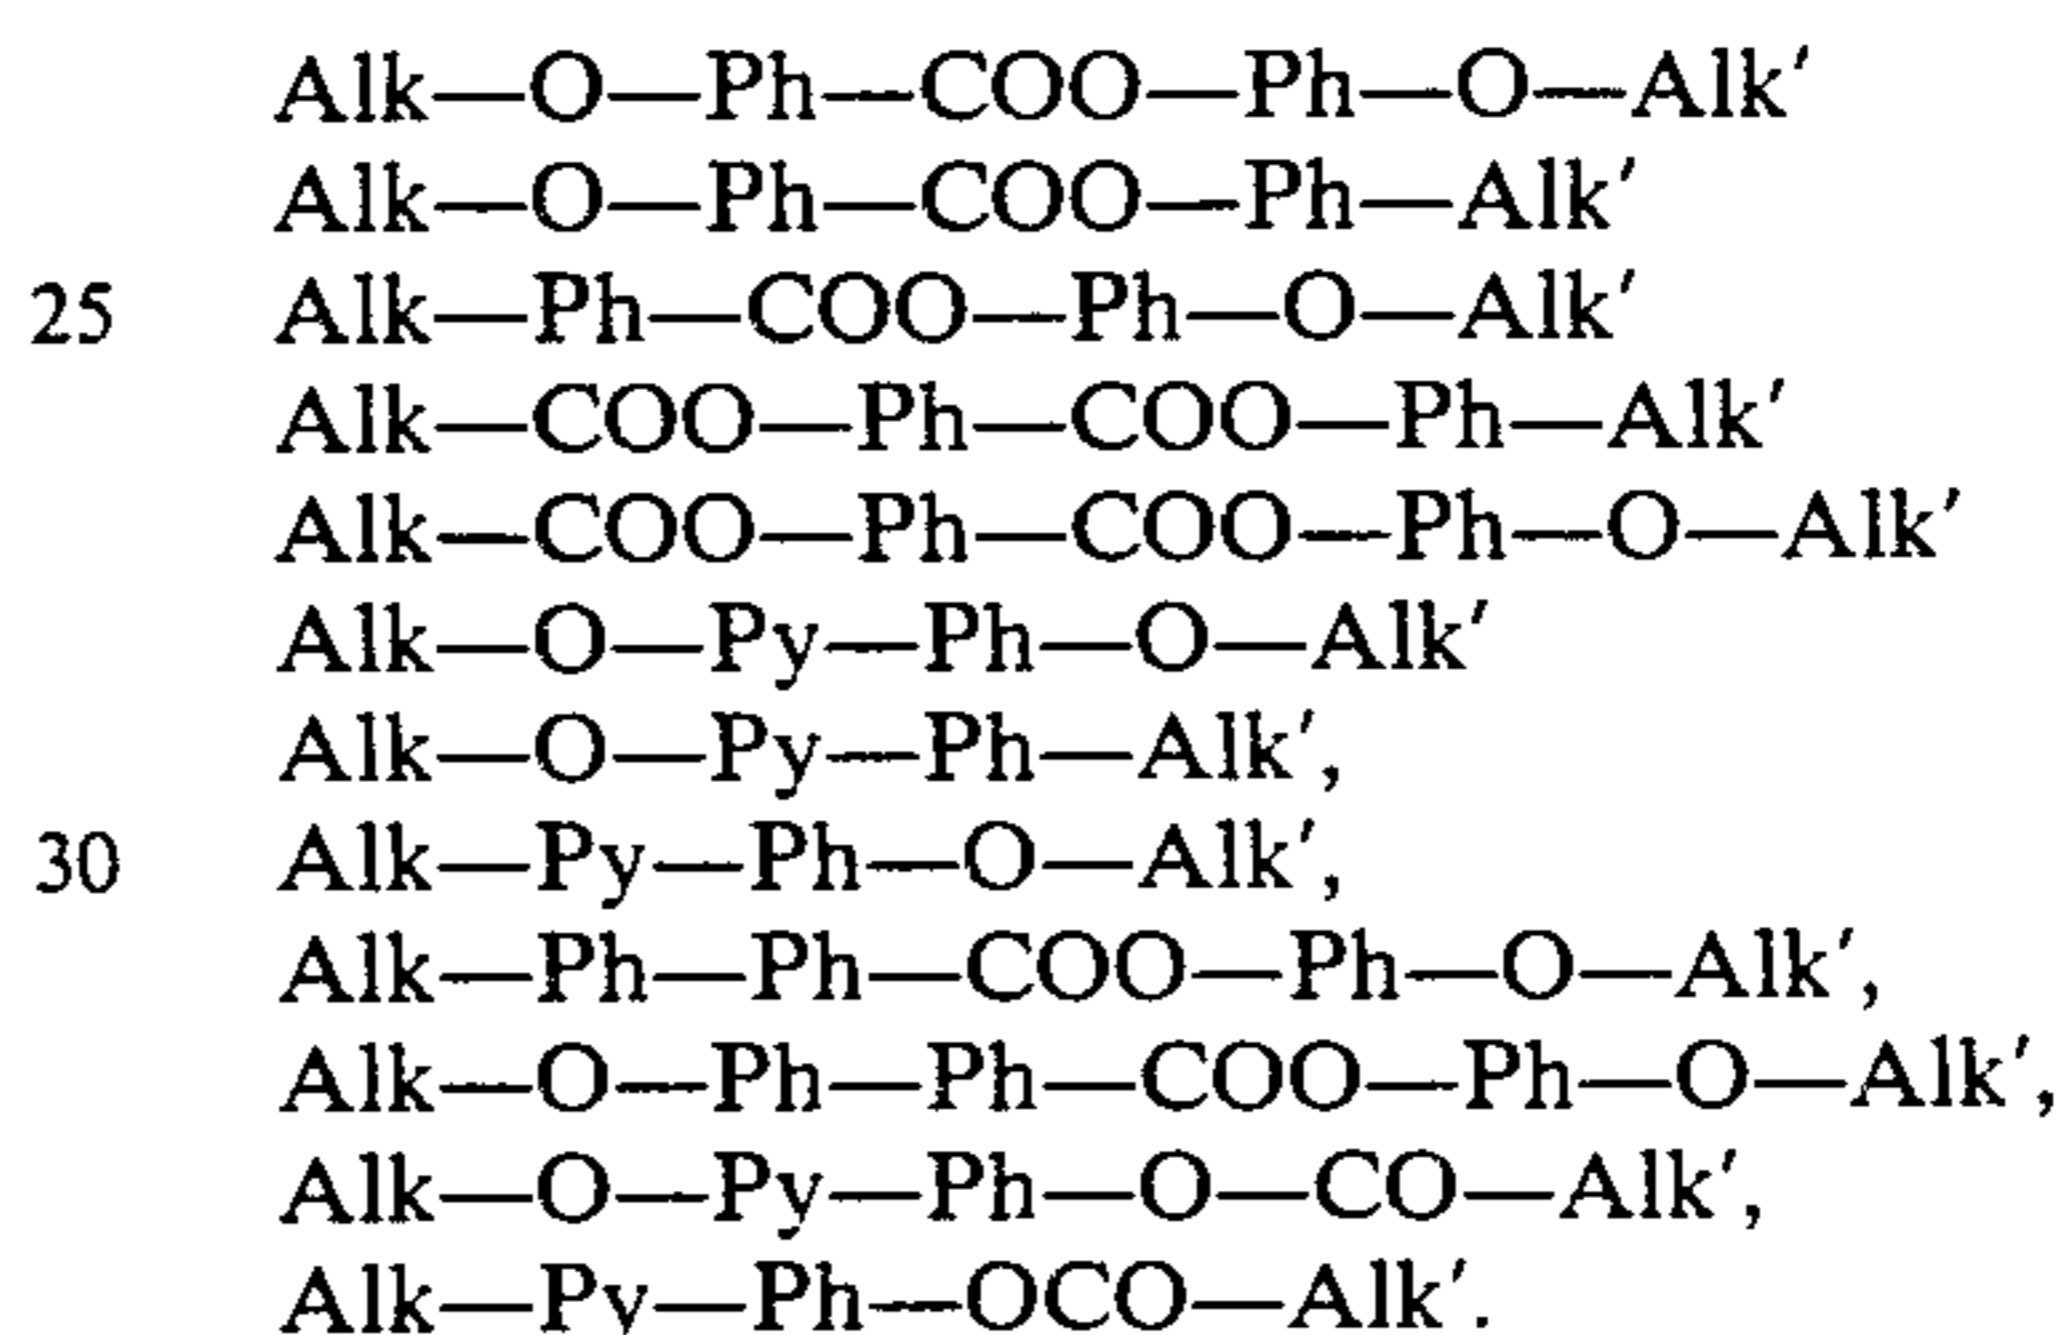 Alk—O—Ph—COO—Ph—O—Alk′
Alk—O—Ph—COO—Ph—Alk′
25 Alk—Ph—COO—Ph—O—Alk′
Alk—COO—Ph—COO—Ph—Alk′
Alk—COO—Ph—COO—Ph—O—Alk′
Alk—O—Py—Ph—O—Alk′
Alk—O—Py—Ph—Alk′,
30 Alk—Py—Ph—O—Alk′,
Alk—Ph—Ph—COO—Ph—O—Alk′,
Alk—O—Ph—Ph—COO—Ph—O—Alk′,
Alk—O—Py—Ph—O—CO—Alk′,
Alk—Py—Ph—OCO—Alk′.